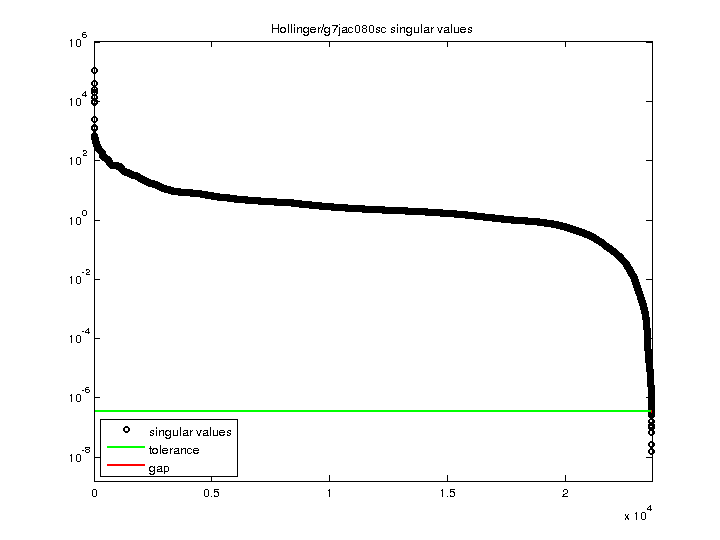 Hollinger/g7jac080sc singular values
10^6
10^4
10^2
10^0
10^-2
10^-4
10^-6
10^-8
singular values
tolerance
gap
0 0.5 1 1.5 2
x 10^4